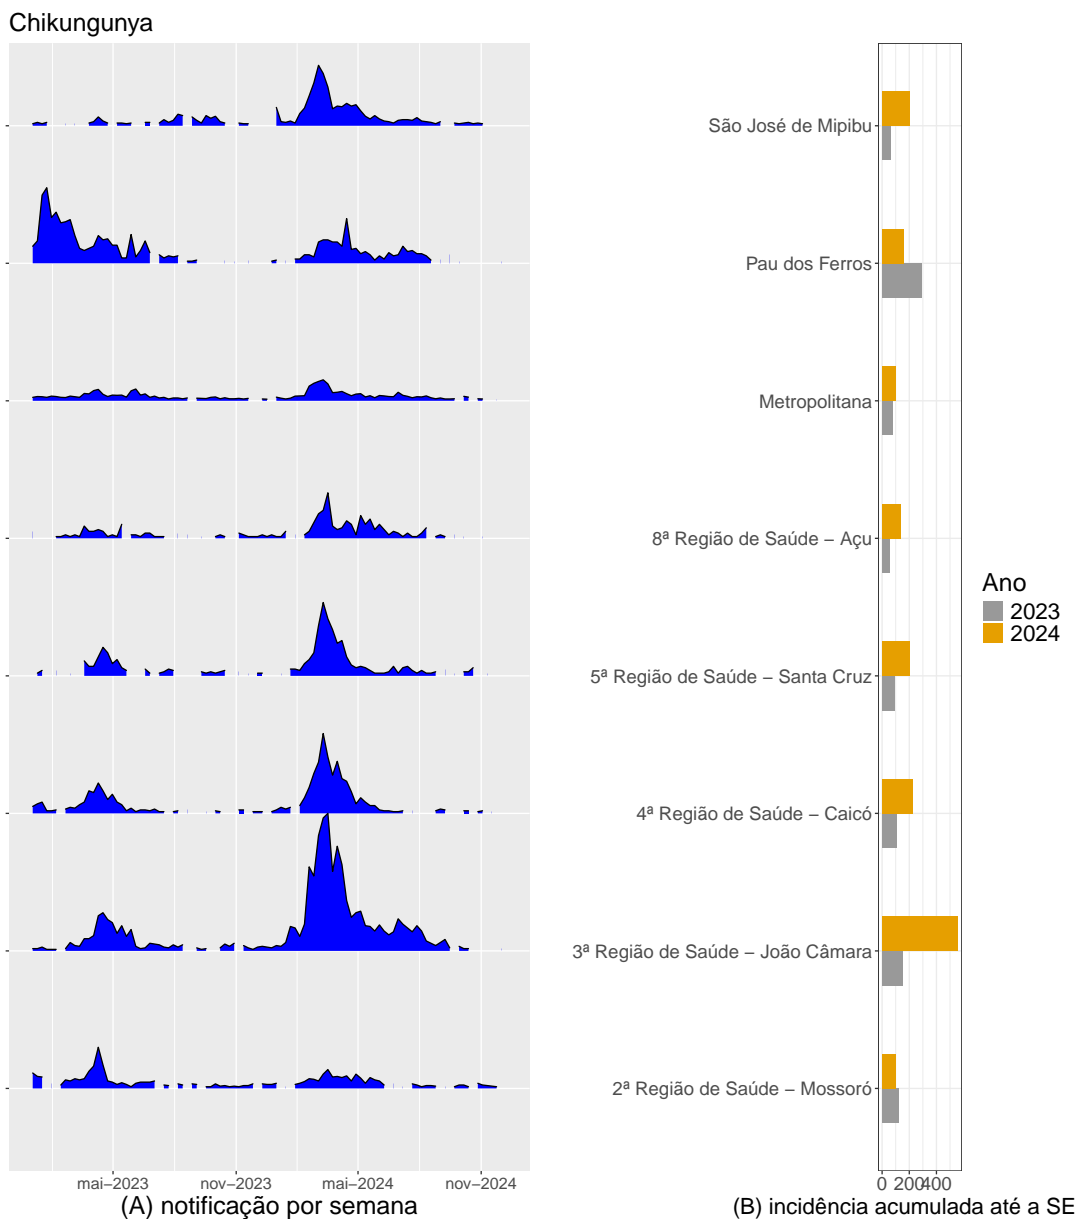 Chikungunya
São José de Mipibu
Pau dos Ferros
Metropolitana
8ª Região de Saúde – Açu
5ª Região de Saúde – Santa Cruz
4ª Região de Saúde – Caicó
3ª Região de Saúde – João Câmara
2ª Região de Saúde – Mossoró
Ano
2023
2024
mai–2023 nov–2023 mai–2024 nov–2024
(A) notificação por semana
0 200 400
(B) incidência acumulada até a SE